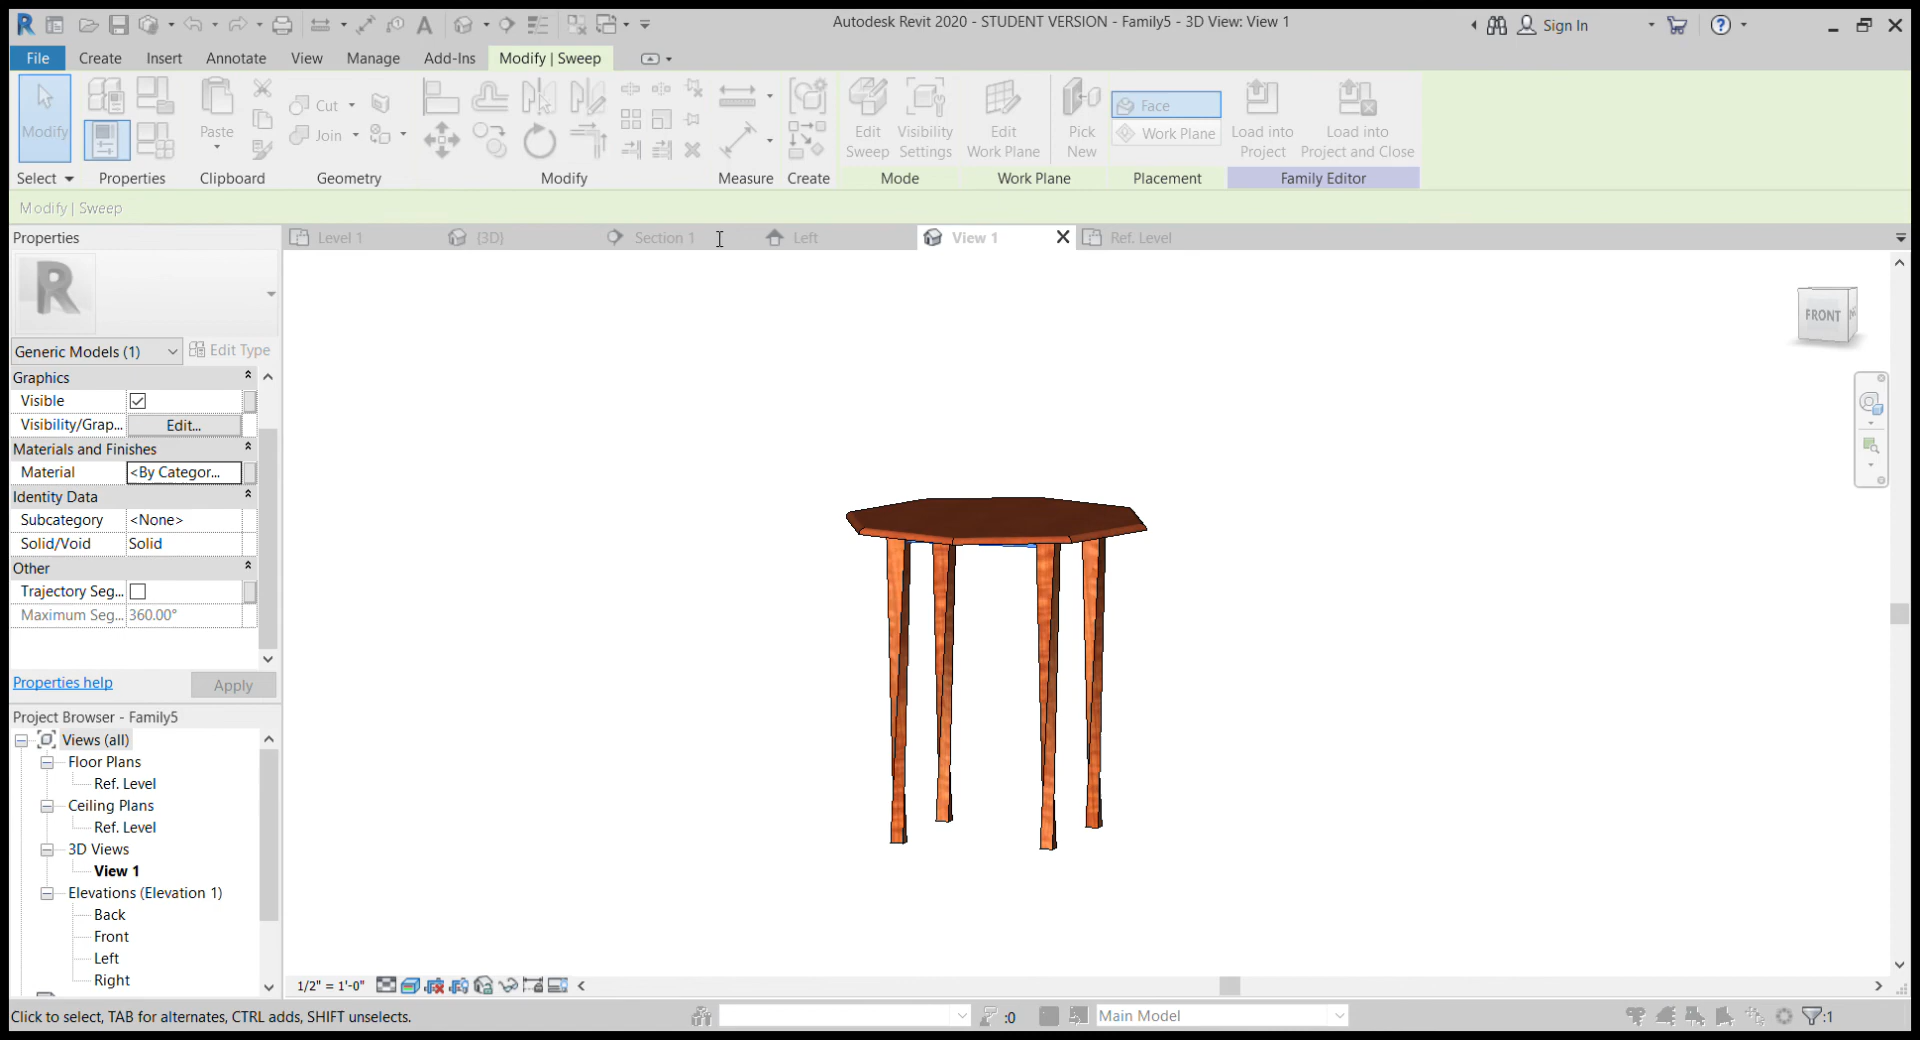 Autodesk Revit 2020 - STUDENT VERSION - Family5 - 3D View: View 1
Sign In
File Create Insert Annotate View Manage Add-Ins Modify | Sweep
Modify
Paste
Cut
Join
Edit Sweep
Visibility Settings
Edit Work Plane
Pick New
Face
Work Plane
Load into Project
Load into Project and Close
Select Properties Clipboard Geometry Modify Measure Create Mode Work Plane Placement Family Editor
Modify | Sweep
Properties
Level 1 {3D} Section 1 Left View 1 Ref. Level
R
FRONT
Generic Models (1) Edit Type
Graphics
Visible
Visibility/Grap... Edit...
Materials and Finishes
Material <By Categor...
Identity Data
Subcategory <None>
Solid/Void Solid
Other
Trajectory Seg...
Maximum Seg... 360.00°
Properties help Apply
Project Browser - Family5
Views (all)
Floor Plans
Ref. Level
Ceiling Plans
Ref. Level
3D Views
View 1
Elevations (Elevation 1)
Back
Front
Left
Right
1/2" = 1'-0"
Click to select, TAB for alternates, CTRL adds, SHIFT unselects.
:0
Main Model
:1